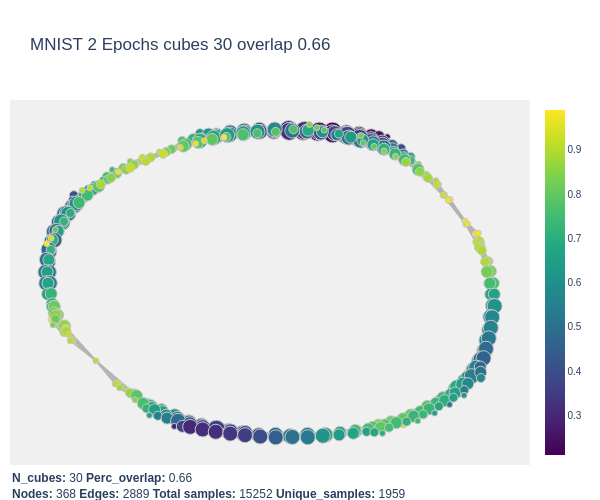 MNIST 2 Epochs cubes 30 overlap 0.66
0.9
0.8
0.7
0.6
0.5
0.4
0.3
N_cubes: 30 Perc_overlap: 0.66
Nodes: 368 Edges: 2889 Total samples: 15252 Unique_samples: 1959